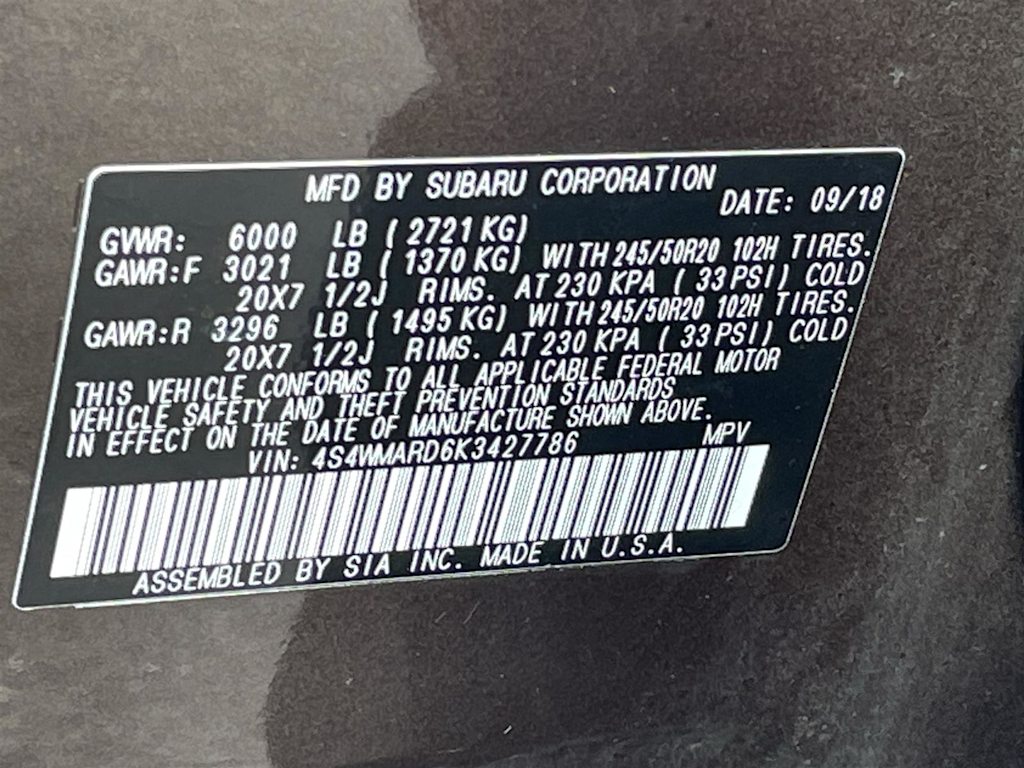 MFD BY SUBARU CORPORATION
DATE: 09/18
GVWR: 6000 LB ( 2721 KG)
GAWR:F 3021 LB ( 1370 KG) WITH 245/50R20 102H TIRES.
20X7 1/2J RIMS. AT 230 KPA ( 33 PSI) COLD
GAWR:R 3296 LB ( 1495 KG) WITH 245/50R20 102H TIRES.
20X7 1/2J RIMS. AT 230 KPA ( 33 PSI) COLD
THIS VEHICLE CONFORMS TO ALL APPLICABLE FEDERAL MOTOR
VEHICLE SAFETY AND THEFT PREVENTION STANDARDS
IN EFFECT ON THE DATE OF MANUFACTURE SHOWN ABOVE.
VIN: 4S4WMARD6K3427786 MPV
ASSEMBLED BY SIA INC. MADE IN U.S.A.